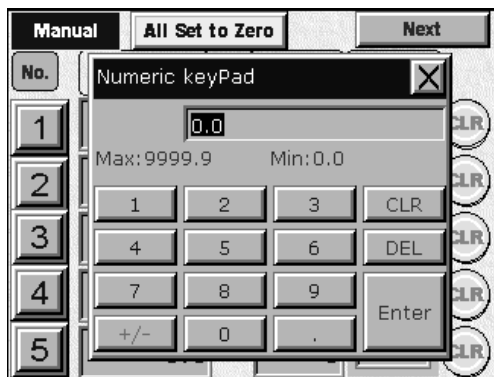 Manual All Set to Zero Next
No. Numeric keyPad X
0.0
1 CLR
Max:9999.9 Min:0.0
2 1 2 3 CLR CLR
3 4 5 6 DEL CLR
4 7 8 9 Enter CLR
+/- 0 .
5 CLR